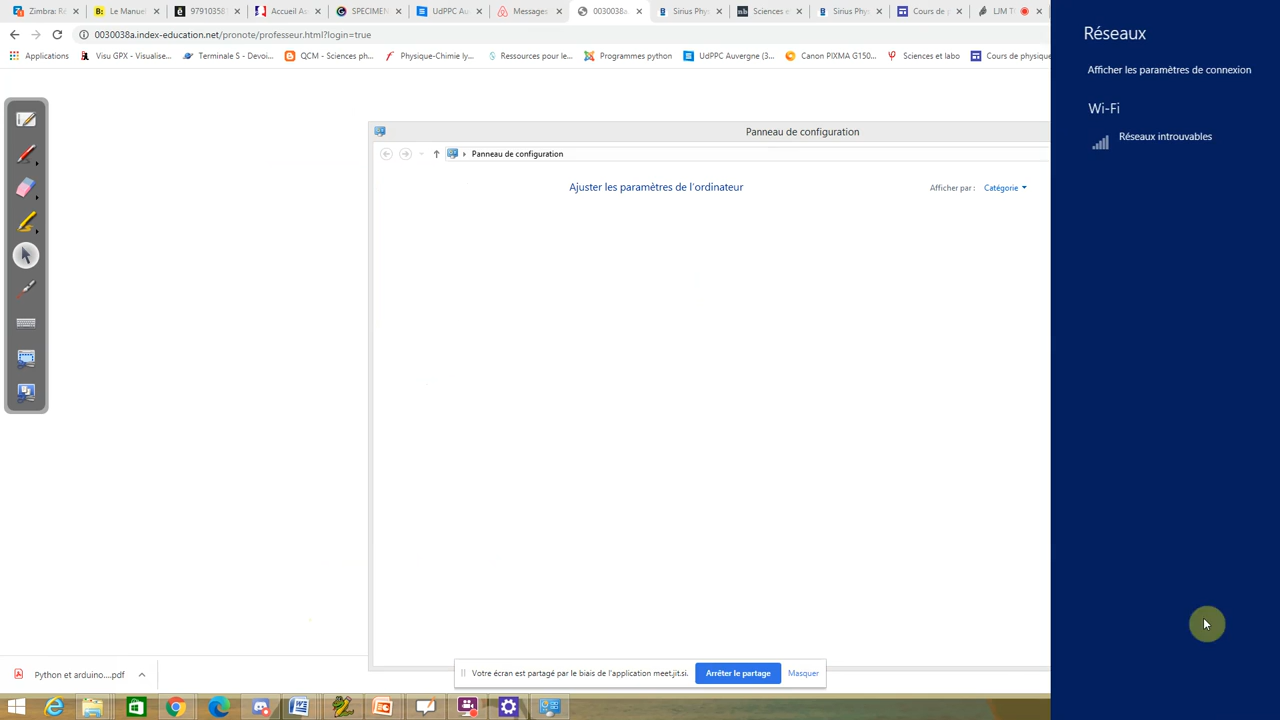 Zimbra: Ré
Le Manuel
97910358
Accueil As
SPECIMEN
UdPPC Au
Messages
0030038a.
Sirius Phys
Sciences e
Sirius Phy
Cours de p
LIM TI
0030038a.index-education.net/pronote/professeur.html?login=true
Applications
Visu GPX - Visualise...
Terminale S - Devoi...
QCM - Sciences ph...
Physique-Chimie ly...
Ressources pour le...
Programmes python
UdPPC Auvergne (3...
Canon PIXMA G150...
Sciences et labo
Cours de physique
Panneau de configuration
Panneau de configuration
Ajuster les paramètres de l'ordinateur
Afficher par :
Catégorie
Réseaux
Afficher les paramètres de connexion
Wi-Fi
Réseaux introuvables
Votre écran est partagé par le biais de l'application meet.jit.si.
Arrêter le partage
Masquer
Python et arduino....pdf